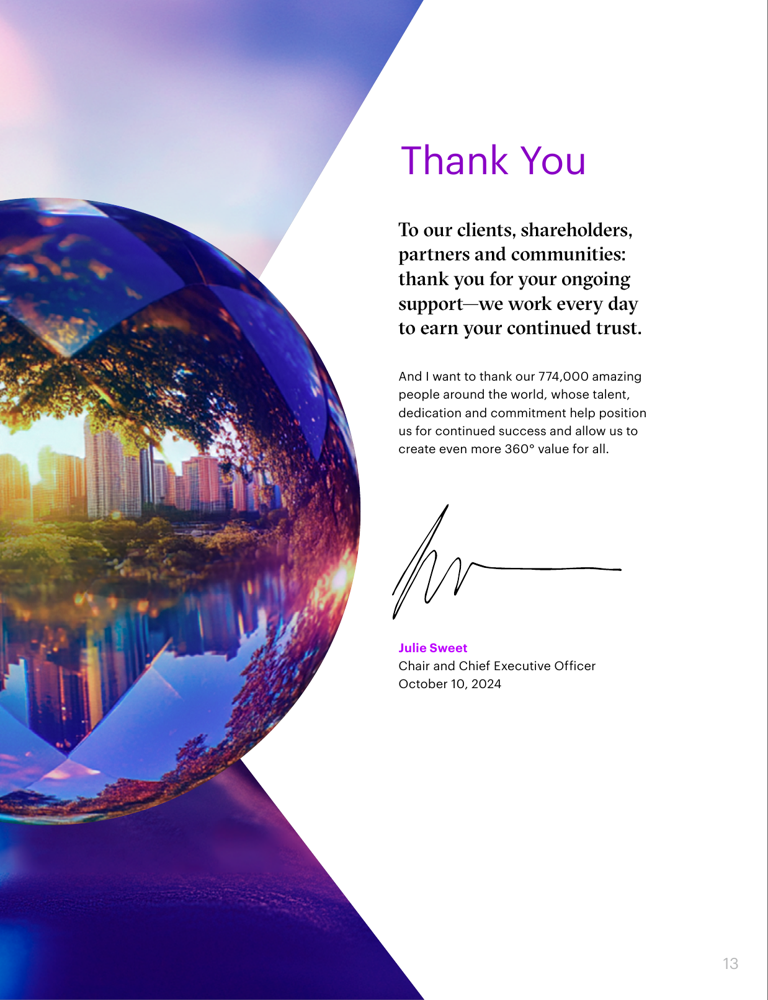 Thank You
To our clients, shareholders,
partners and communities:
thank you for your ongoing
support—we work every day
to earn your continued trust.
And I want to thank our 774,000 amazing
people around the world, whose talent,
dedication and commitment help position
us for continued success and allow us to
create even more 360° value for all.
Julie Sweet
Chair and Chief Executive Officer
October 10, 2024
13